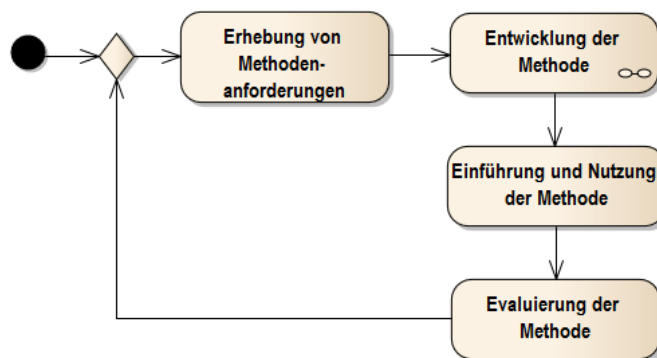 Erhebung von
Methoden-
anforderungen
Entwicklung der
Methode
Einführung und Nutzung
der Methode
Evaluierung der
Methode